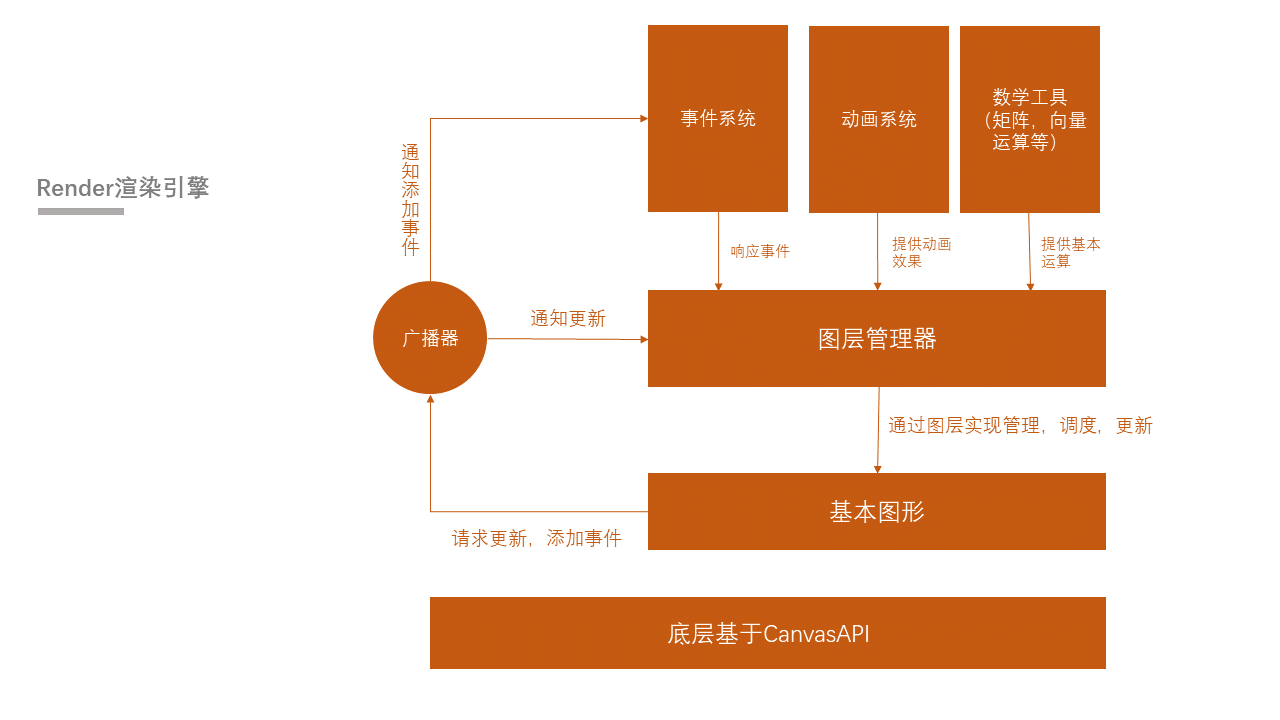 Render渲染引擎
事件系统
动画系统
数学工具
（矩阵，向量
运算等）
通知添加事件
响应事件
提供动画
效果
提供基本
运算
广播器
通知更新
图层管理器
通过图层实现管理，调度，更新
基本图形
请求更新，添加事件
底层基于CanvasAPI